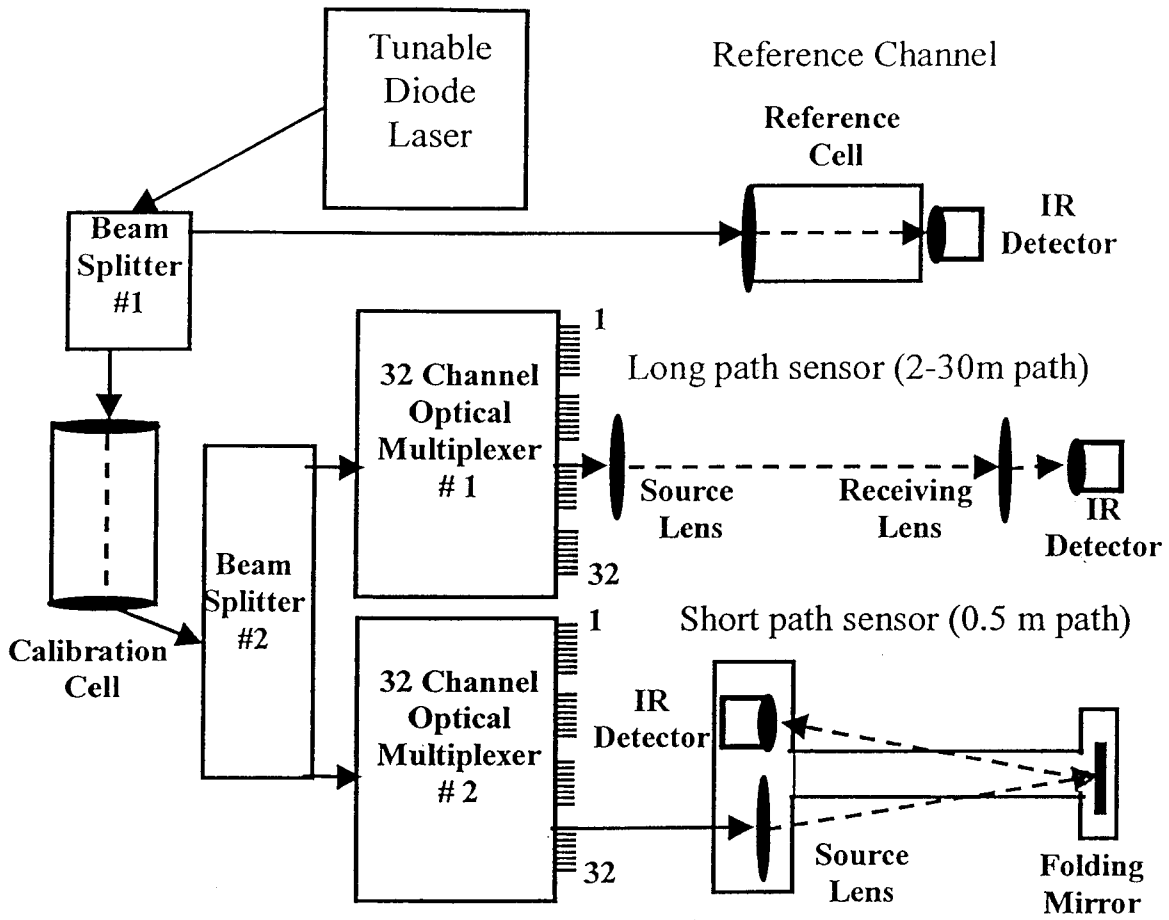 Tunable
Diode
Laser
Reference Channel
Reference
Cell
IR
Detector
Beam
Splitter
#1
32 Channel
Optical
Multiplexer
# 1
1
32
Long path sensor (2-30m path)
Source
Lens
Receiving
Lens
IR
Detector
Calibration
Cell
Beam
Splitter
#2
32 Channel
Optical
Multiplexer
# 2
1
32
Short path sensor (0.5 m path)
IR
Detector
Source
Lens
Folding
Mirror